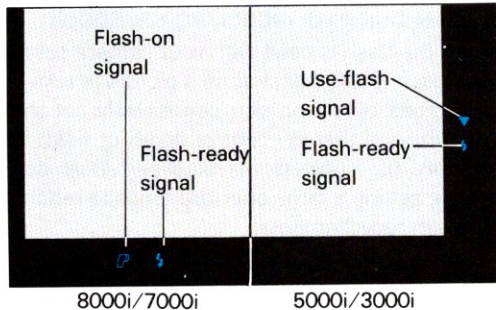 Flash-on
signal
Flash-ready
signal
Use-flash
signal
Flash-ready
signal
8000i/7000i
5000i/3000i